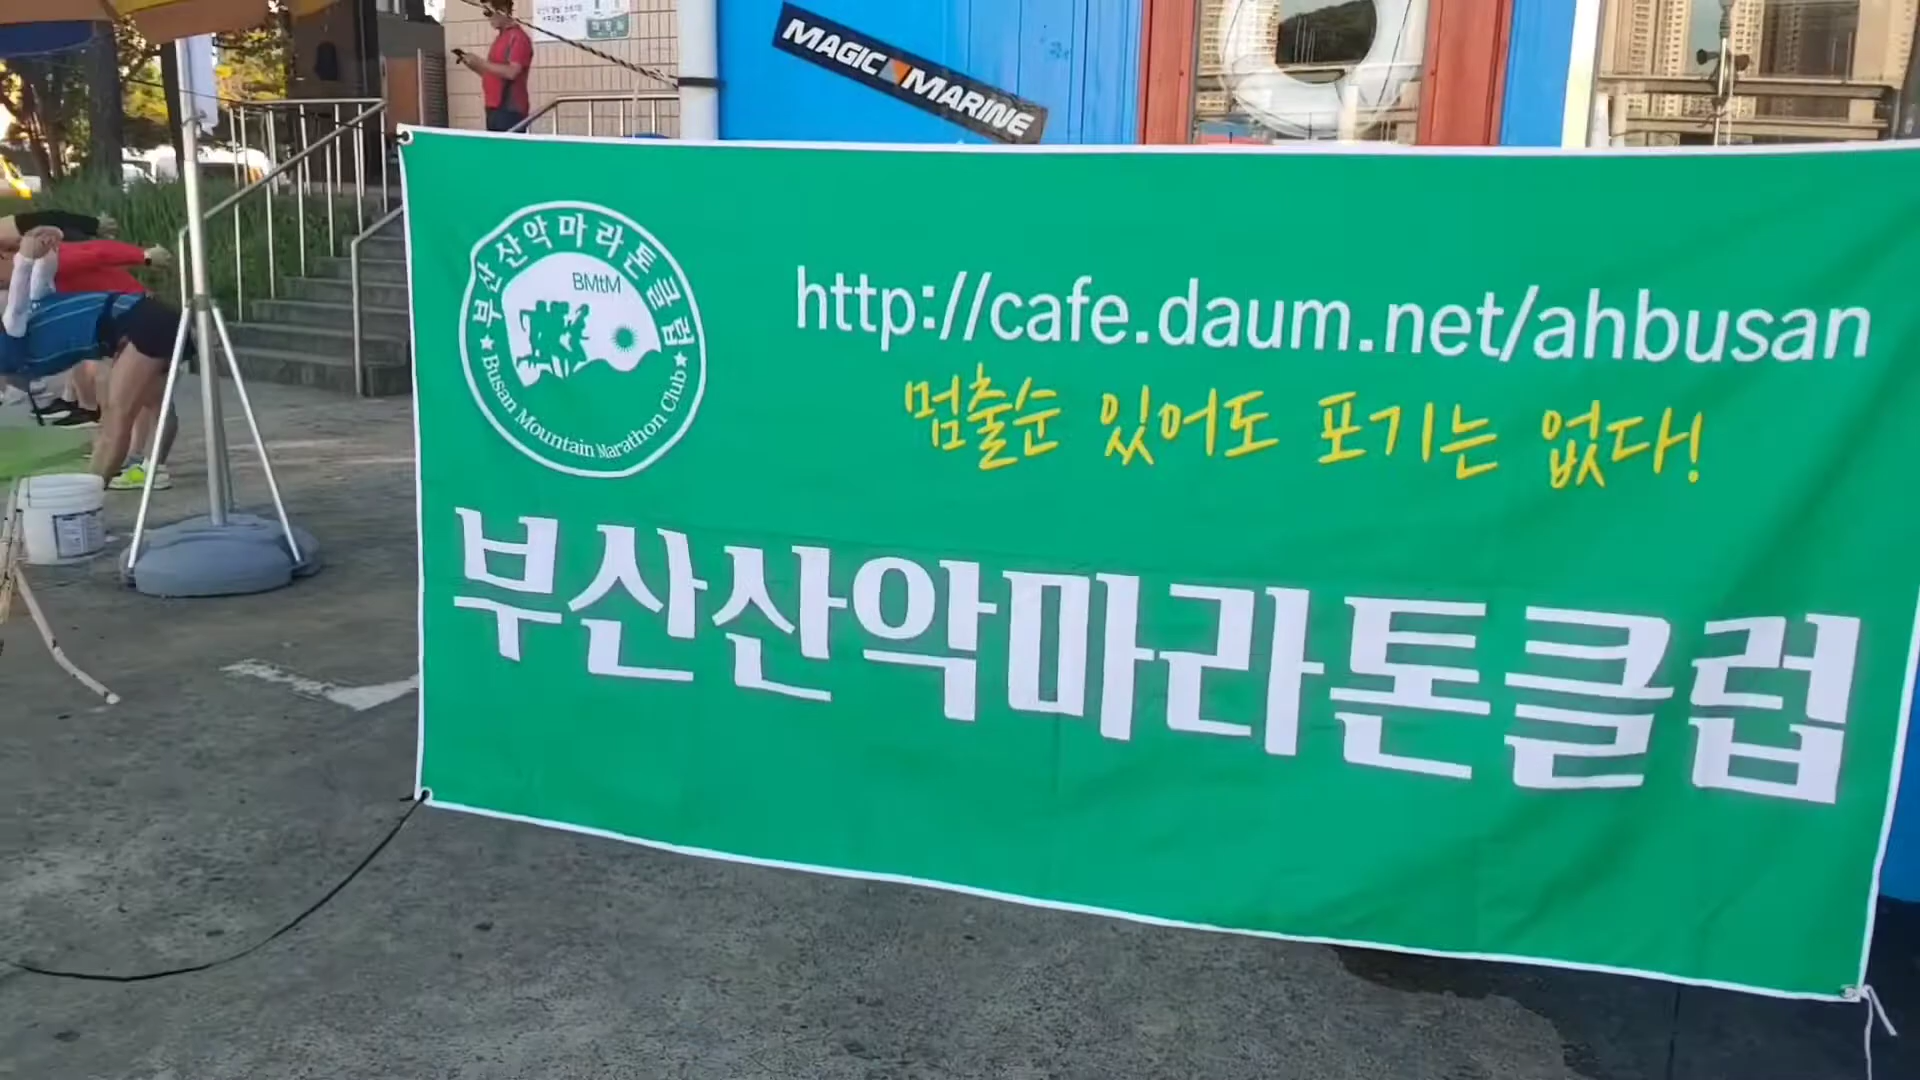 MAGIC MARINE
부산산악마라톤클럽
BMtM
★ Busan Mountain Marathon Club ★
http://cafe.daum.net/ahbusan
멈출순 있어도 포기는 없다!
부산산악마라톤클럽